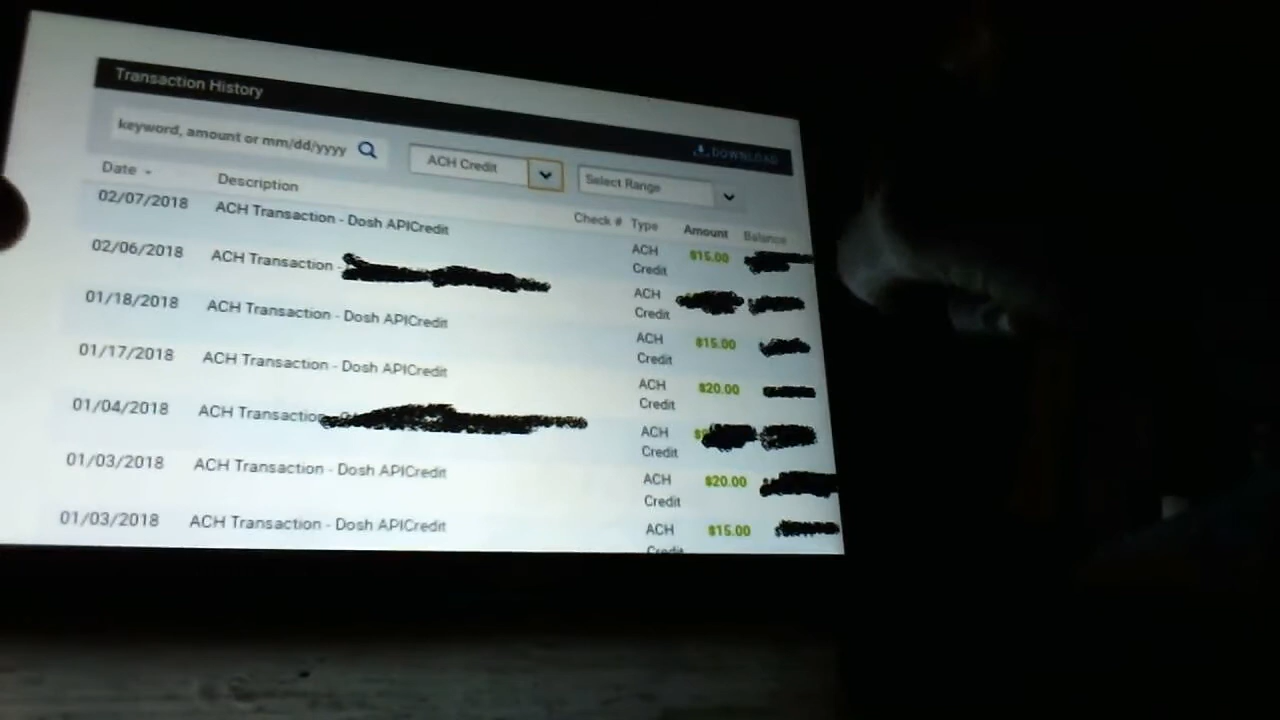 Transaction History
DOWNLOAD
keyword, amount or mm/dd/yyyy ACH Credit Select Range
Date Description Check # Type Amount Balance
02/07/2018 ACH Transaction - Dosh APICredit ACH Credit $15.00
02/06/2018 ACH Transaction - ACH Credit
01/18/2018 ACH Transaction - Dosh APICredit ACH Credit $15.00
01/17/2018 ACH Transaction - Dosh APICredit ACH Credit $20.00
01/04/2018 ACH Transaction ACH Credit
01/03/2018 ACH Transaction - Dosh APICredit ACH Credit $20.00
01/03/2018 ACH Transaction - Dosh APICredit ACH Credit $15.00